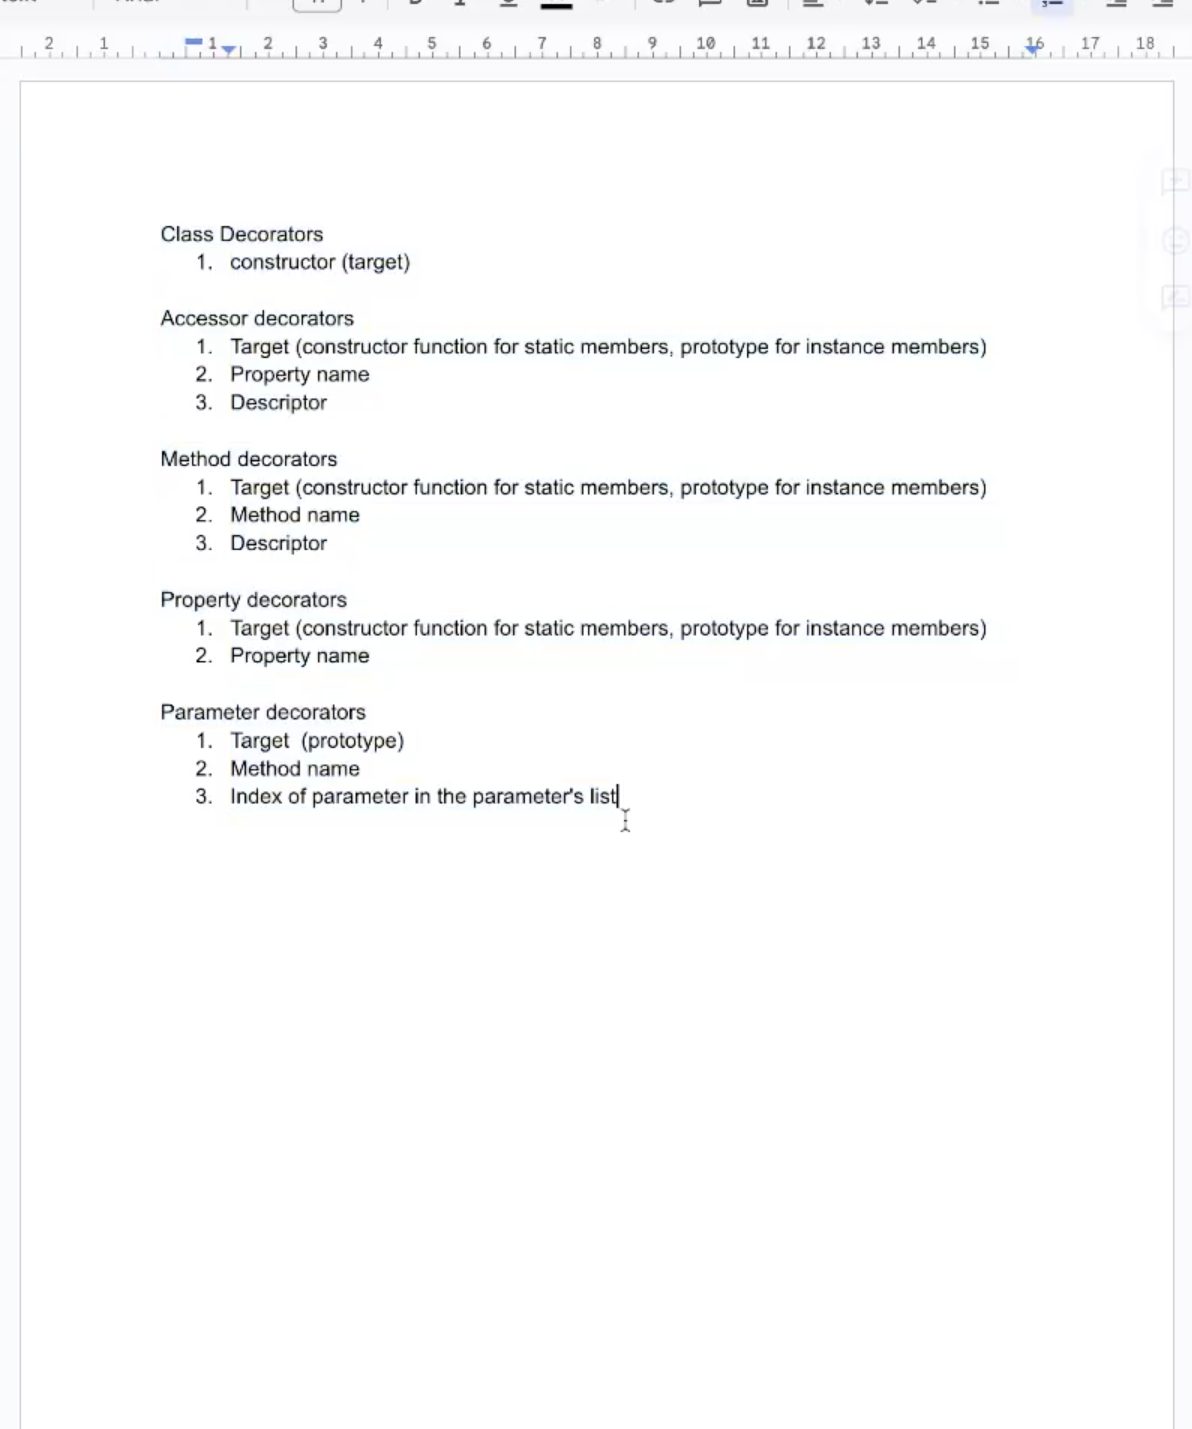 2 1 1 2 3 4 5 6 7 8 9 10 11 12 13 14 15 16 17 18
Class Decorators
1. constructor (target)
Accessor decorators
1. Target (constructor function for static members, prototype for instance members)
2. Property name
3. Descriptor
Method decorators
1. Target (constructor function for static members, prototype for instance members)
2. Method name
3. Descriptor
Property decorators
1. Target (constructor function for static members, prototype for instance members)
2. Property name
Parameter decorators
1. Target  (prototype)
2. Method name
3. Index of parameter in the parameter's list